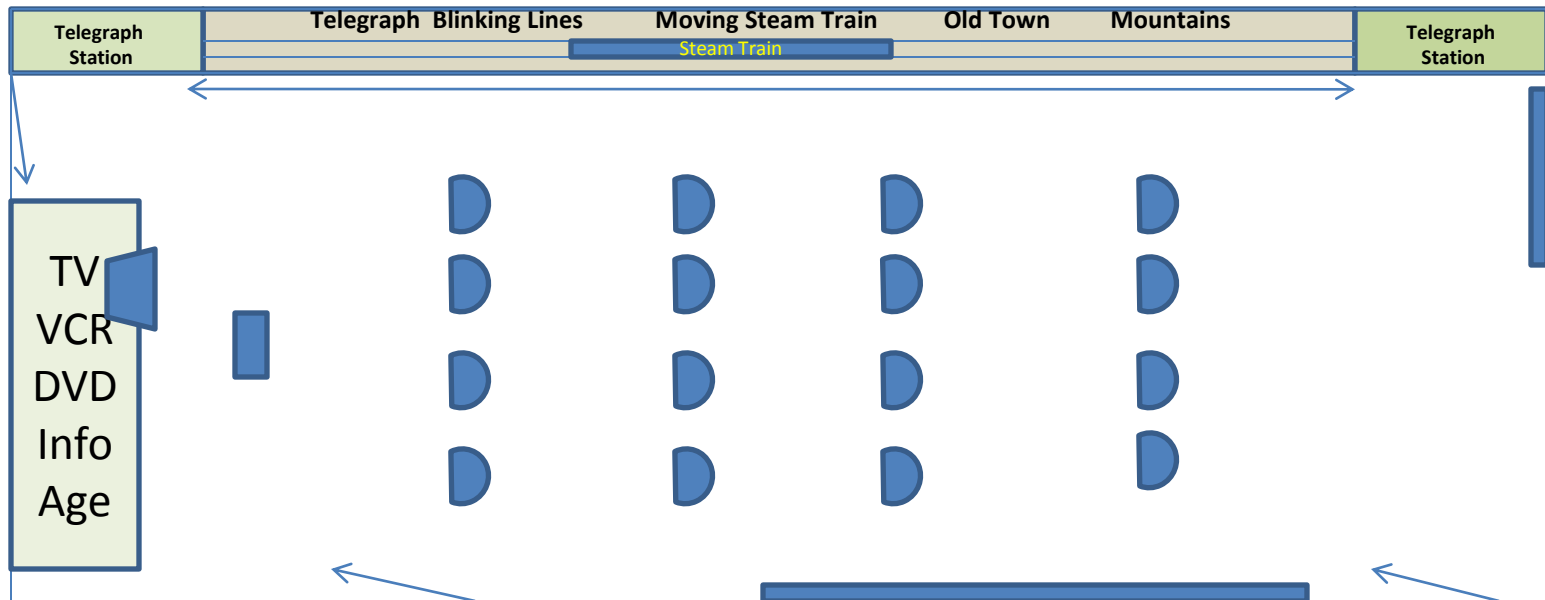 Telegraph
Station
Telegraph Blinking Lines Moving Steam Train Old Town Mountains
Steam Train
Telegraph
Station
TV
VCR
DVD
Info
Age